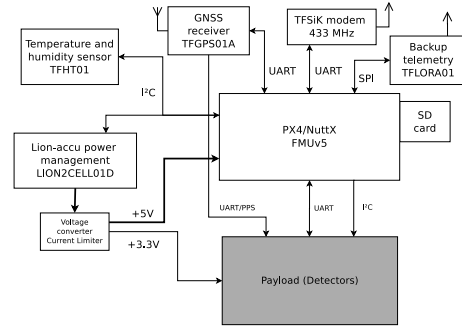 GNSS
receiver
TFGPS01A
TFSiK modem
433 MHz
Temperature and
humidity sensor
TFHT01
Backup
telemetry
TFLORA01
UART
UART
SPI
I²C
PX4/NuttX
FMUv5
SD
card
Lion-accu power
management
LION2CELL01D
+5V
Voltage
converter
Current Limiter
UART/PPS
UART
I²C
+3.3V
Payload (Detectors)